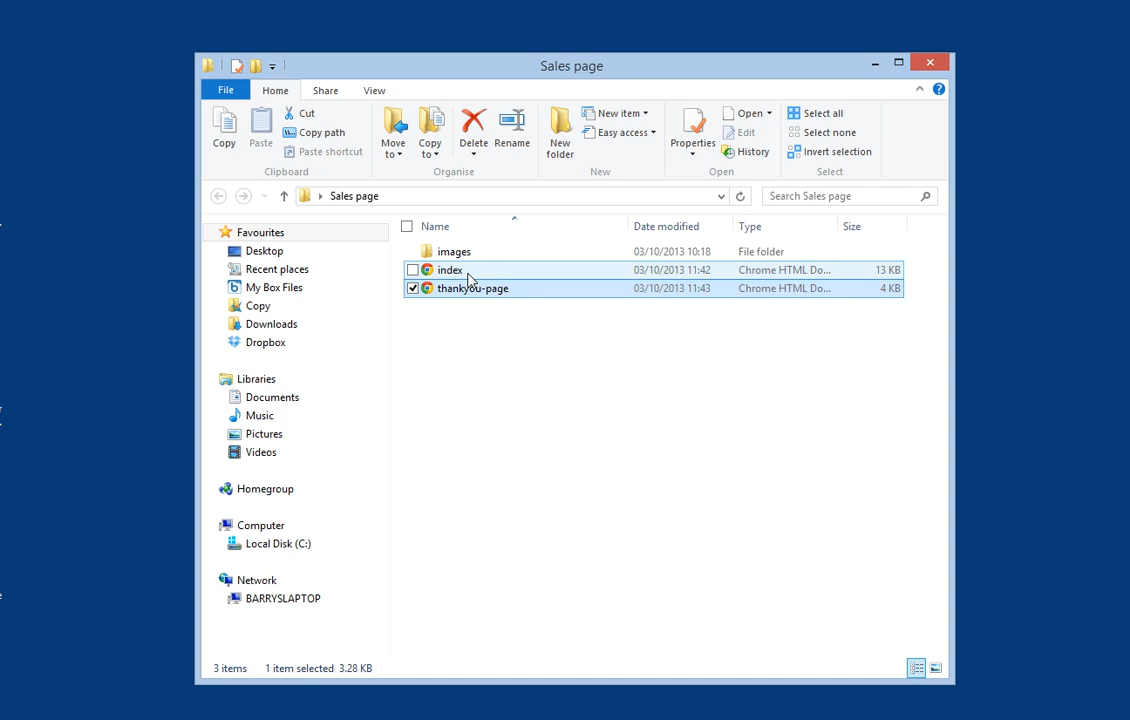 Sales page
File Home Share View
Copy
Paste
Cut
Copy path
Paste shortcut
Clipboard
Move to
Copy to
Delete
Rename
Organise
New folder
New item
Easy access
New
Properties
Open
Edit
History
Open
Select all
Select none
Invert selection
Select
Sales page
Search Sales page
Name Date modified Type Size
images 03/10/2013 10:18 File folder
index 03/10/2013 11:42 Chrome HTML Do... 13 KB
thankyou-page 03/10/2013 11:43 Chrome HTML Do... 4 KB
Favourites
Desktop
Recent places
My Box Files
Copy
Downloads
Dropbox
Libraries
Documents
Music
Pictures
Videos
Homegroup
Computer
Local Disk (C:)
Network
BARRYSLAPTOP
3 items 1 item selected 3.28 KB